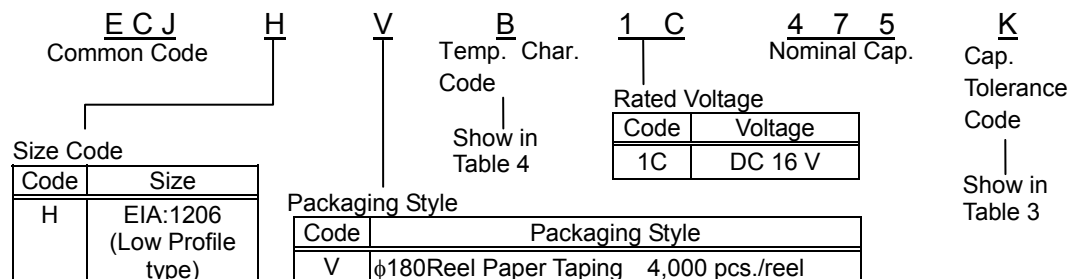 E C J H V B 1 C 4 7 5 K
Common Code
Temp. Char.
Code
Show in
Table 4
Nominal Cap.
Cap.
Tolerance
Code
Show in
Table 3
Rated Voltage
Code Voltage
1C DC 16 V
Size Code
Code Size
H EIA:1206
(Low Profile
type)
Packaging Style
Code Packaging Style
V ϕ180Reel Paper Taping 4,000 pcs./reel